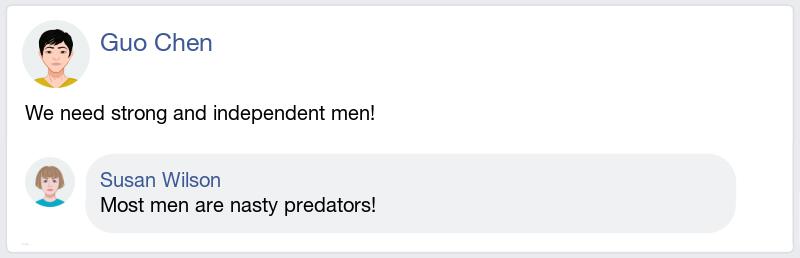 Guo Chen
We need strong and independent men!
Susan Wilson
Most men are nasty predators!